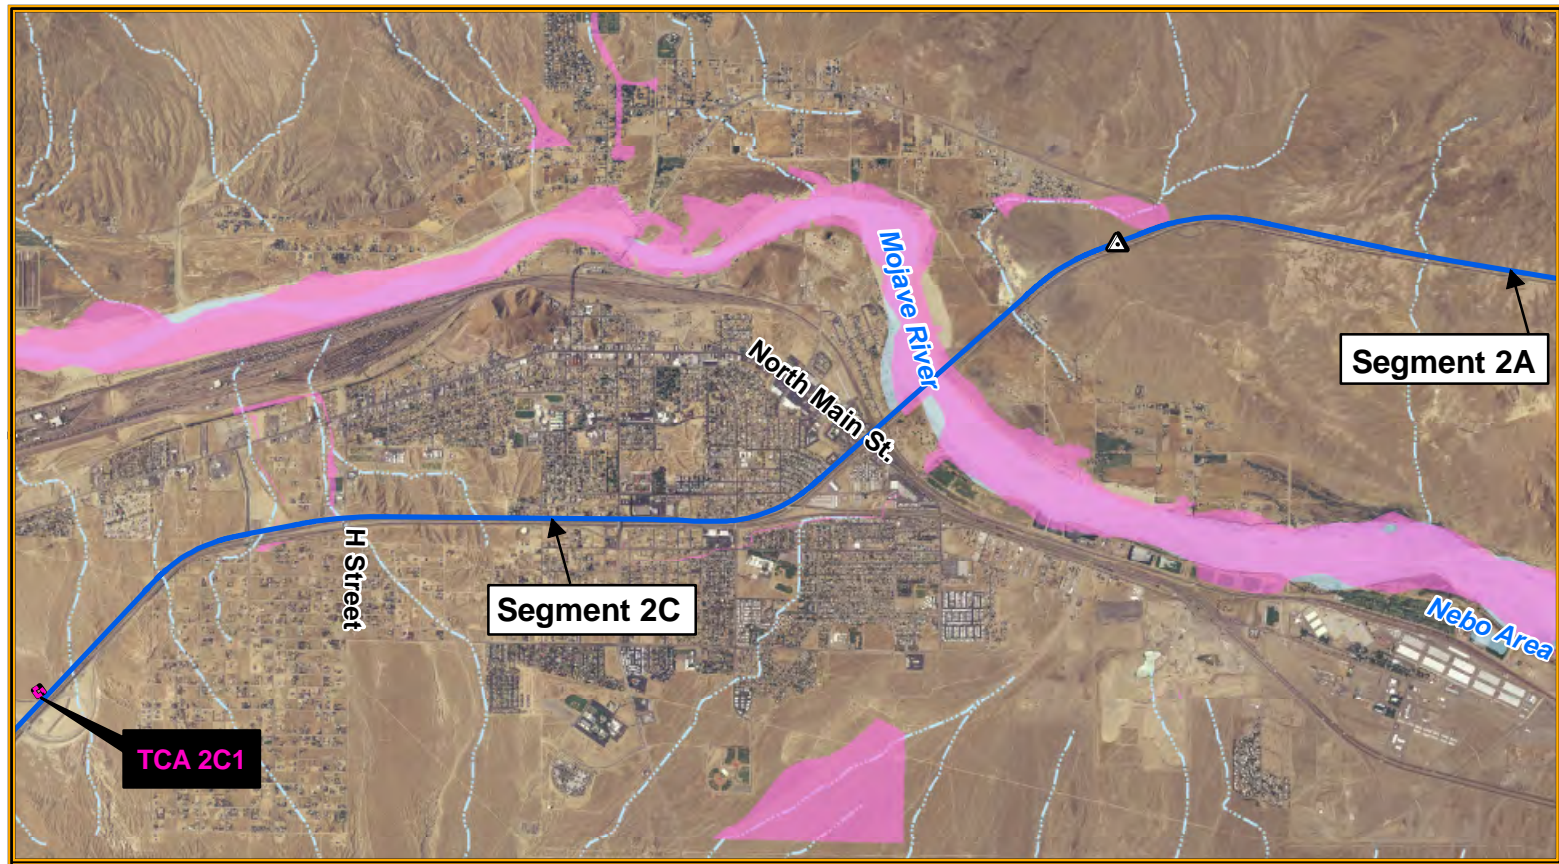 Mojave River
Segment 2A
North Main St.
H Street
Segment 2C
Nebo Area
TCA 2C1